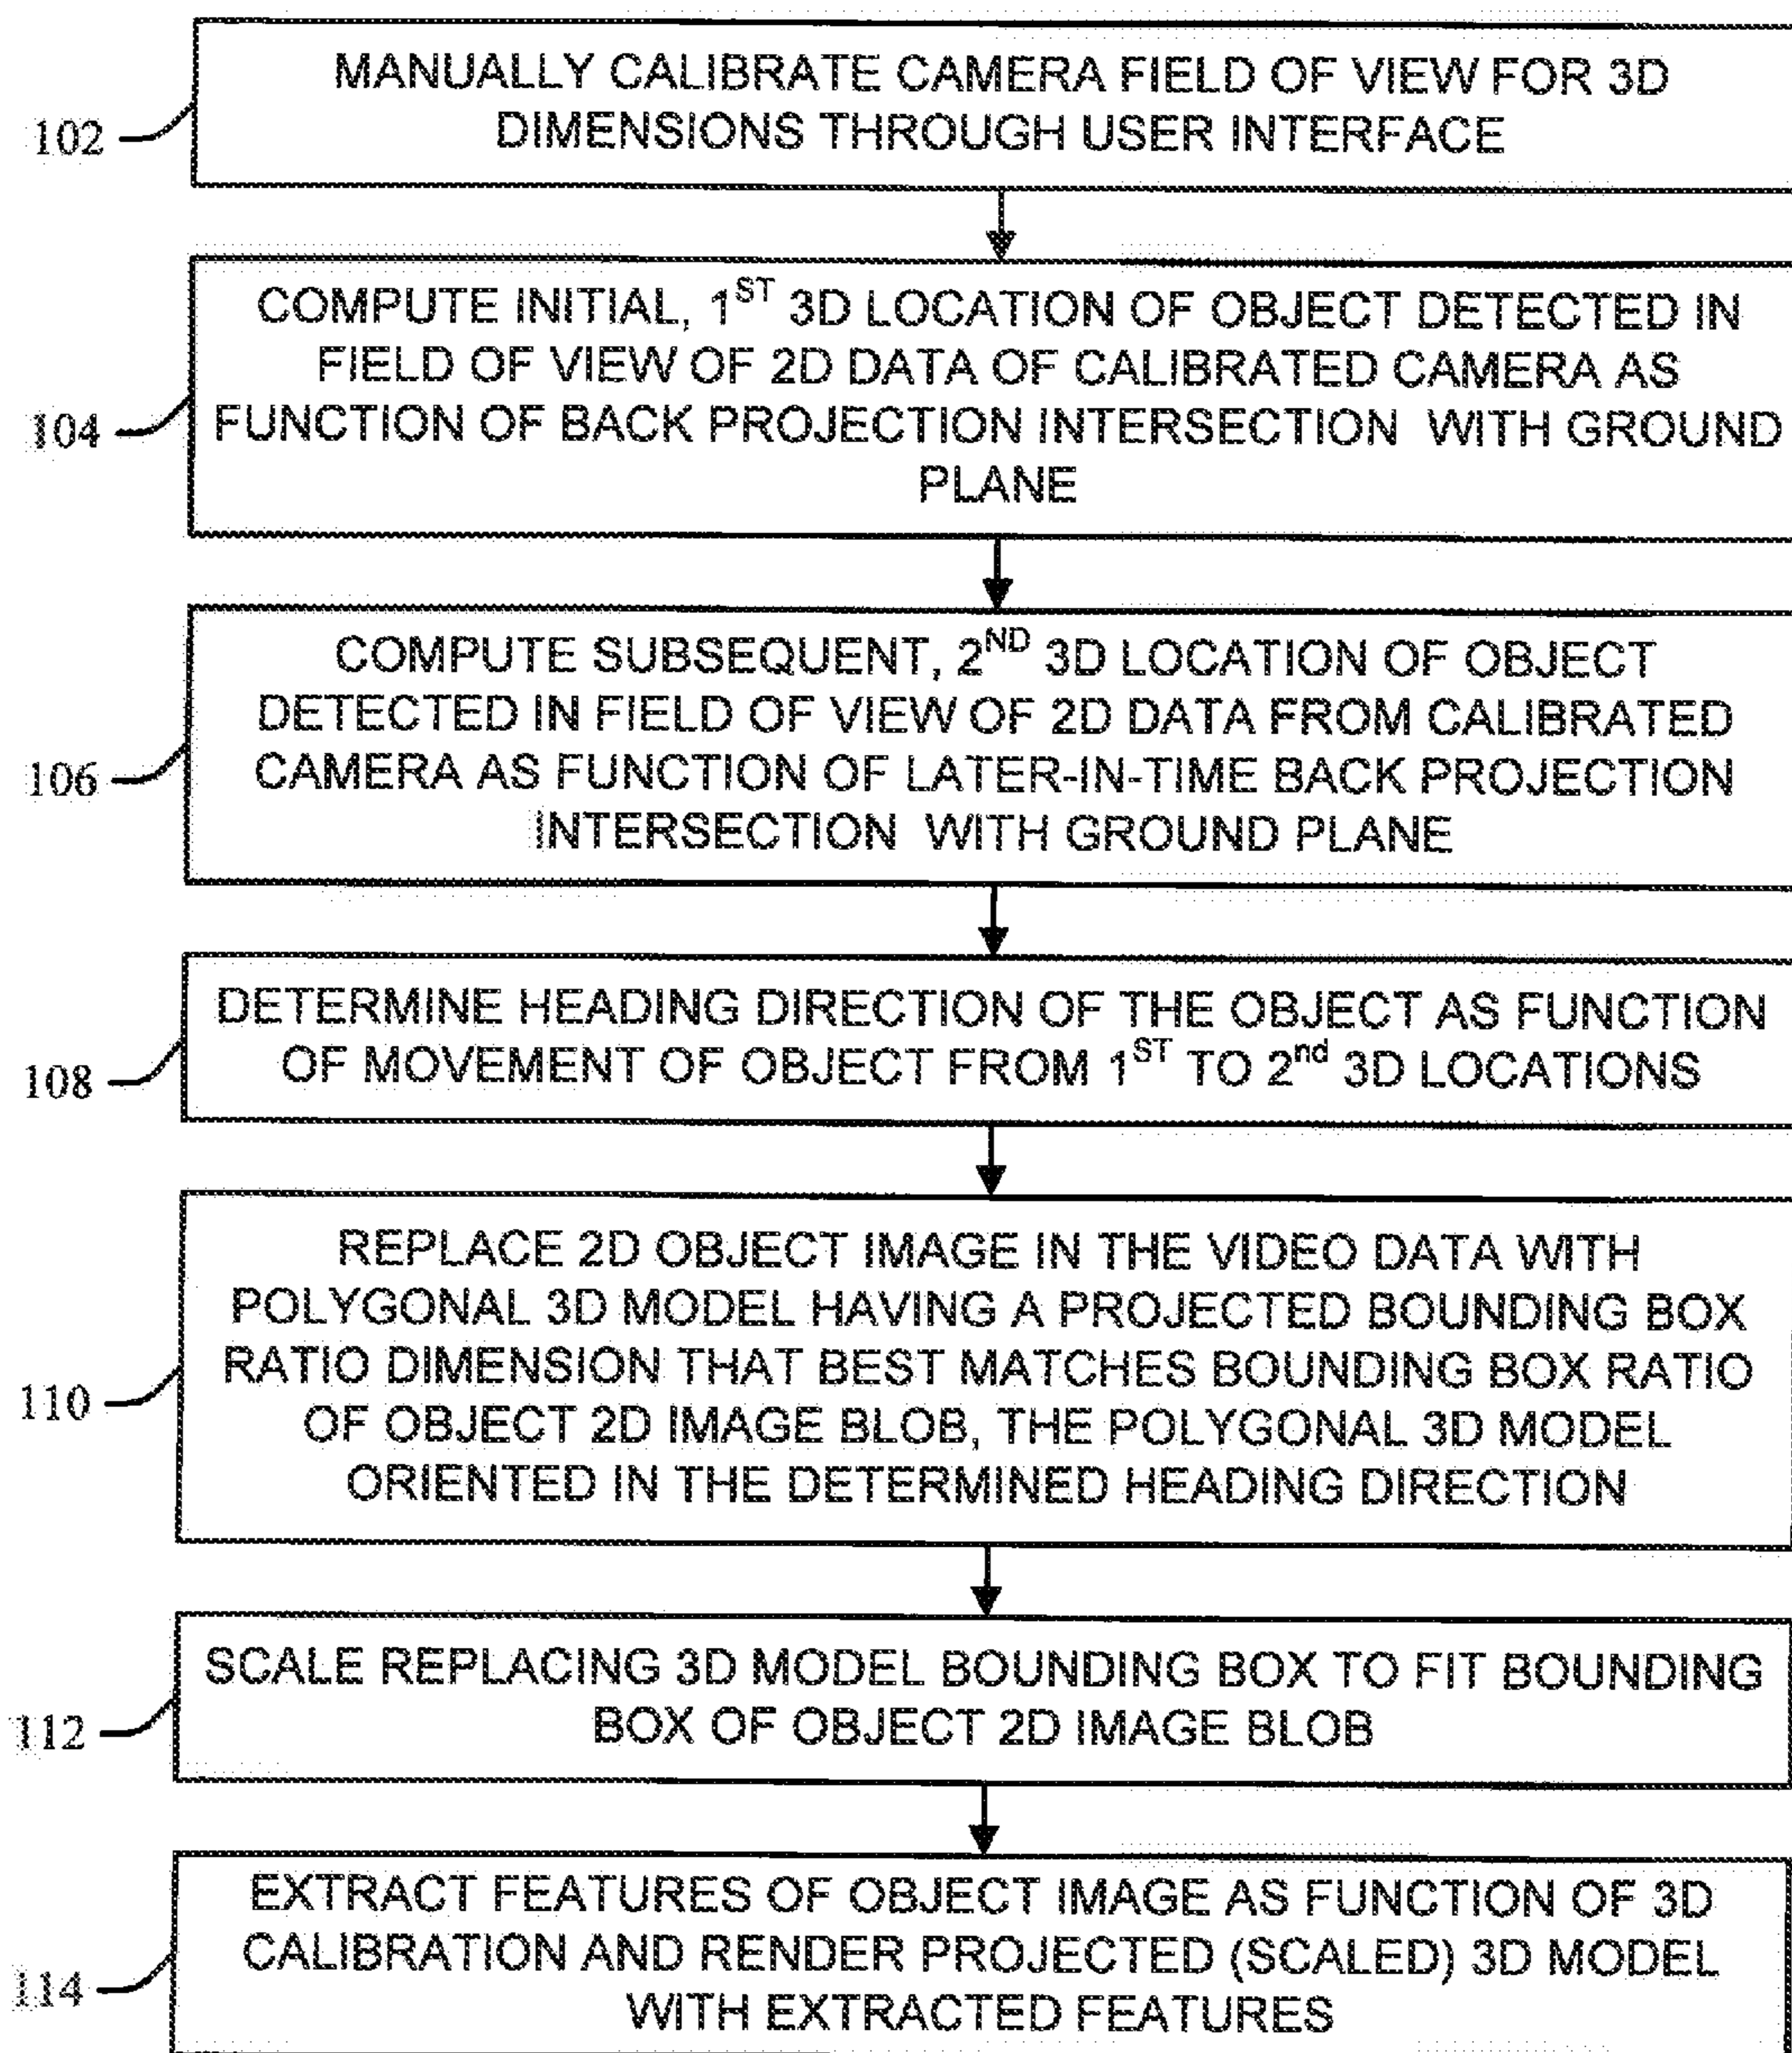 MANUALLY CALIBRATE CAMERA FIELD OF VIEW FOR 3D
DIMENSIONS THROUGH USER INTERFACE
102
COMPUTE INITIAL, 1ST 3D LOCATION OF OBJECT DETECTED IN
FIELD OF VIEW OF 2D DATA OF CALIBRATED CAMERA AS
FUNCTION OF BACK PROJECTION INTERSECTION WITH GROUND
PLANE
104
COMPUTE SUBSEQUENT, 2ND 3D LOCATION OF OBJECT
DETECTED IN FIELD OF VIEW OF 2D DATA FROM CALIBRATED
CAMERA AS FUNCTION OF LATER-IN-TIME BACK PROJECTION
INTERSECTION WITH GROUND PLANE
106
DETERMINE HEADING DIRECTION OF THE OBJECT AS FUNCTION
OF MOVEMENT OF OBJECT FROM 1ST TO 2nd 3D LOCATIONS
108
REPLACE 2D OBJECT IMAGE IN THE VIDEO DATA WITH
POLYGONAL 3D MODEL HAVING A PROJECTED BOUNDING BOX
RATIO DIMENSION THAT BEST MATCHES BOUNDING BOX RATIO
OF OBJECT 2D IMAGE BLOB, THE POLYGONAL 3D MODEL
ORIENTED IN THE DETERMINED HEADING DIRECTION
110
SCALE REPLACING 3D MODEL BOUNDING BOX TO FIT BOUNDING
BOX OF OBJECT 2D IMAGE BLOB
112
EXTRACT FEATURES OF OBJECT IMAGE AS FUNCTION OF 3D
CALIBRATION AND RENDER PROJECTED (SCALED) 3D MODEL
WITH EXTRACTED FEATURES
114